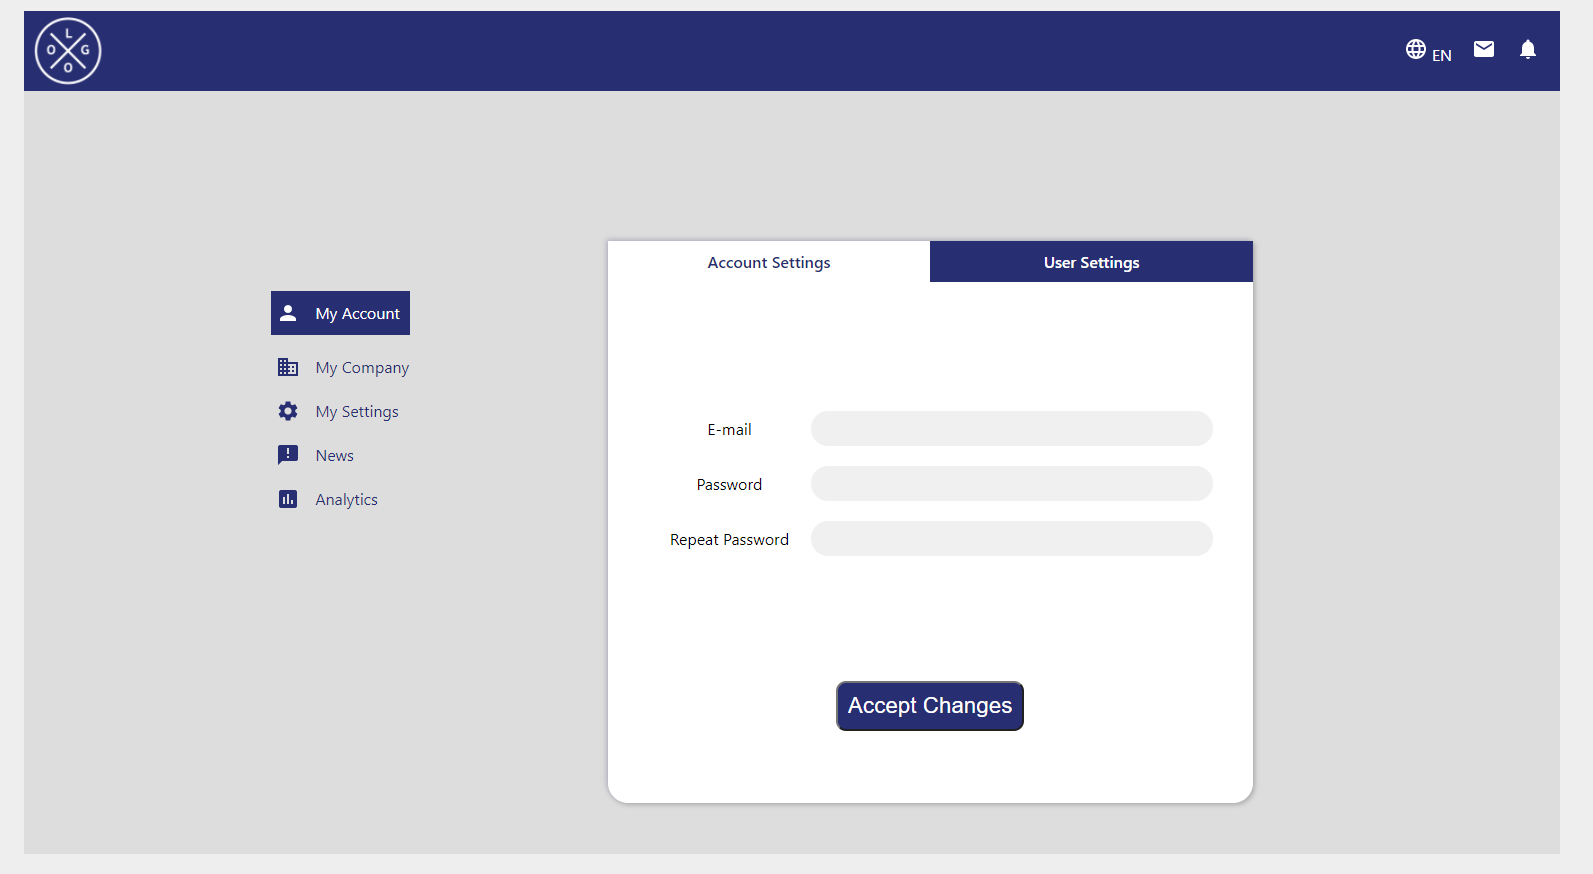 L
O G
O
EN
Account Settings
User Settings
My Account
My Company
My Settings
News
Analytics
E-mail
Password
Repeat Password
Accept Changes